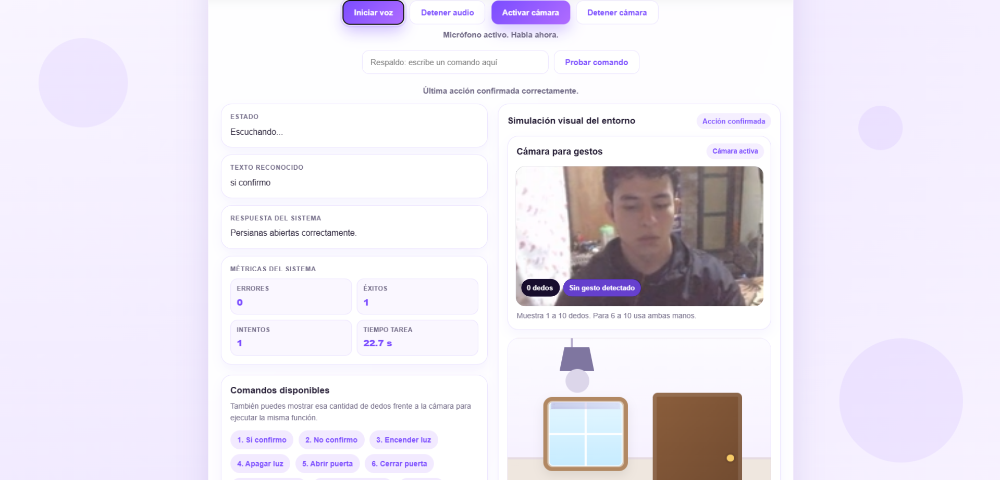 Iniciar voz
Detener audio
Activar cámara
Detener cámara
Micrófono activo. Habla ahora.
Respaldo: escribe un comando aquí
Probar comando
Última acción confirmada correctamente.
ESTADO
Escuchando...
TEXTO RECONOCIDO
si confirmo
RESPUESTA DEL SISTEMA
Persianas abiertas correctamente.
MÉTRICAS DEL SISTEMA
ERRORES
0
ÉXITOS
1
INTENTOS
1
TIEMPO TAREA
22.7 s
Comandos disponibles
También puedes mostrar esa cantidad de dedos frente a la cámara para
ejecutar la misma función.
1. Sí confirmo
2. No confirmo
3. Encender luz
4. Apagar luz
5. Abrir puerta
6. Cerrar puerta
Simulación visual del entorno
Acción confirmada
Cámara para gestos
Cámara activa
0 dedos
Sin gesto detectado
Muestra 1 a 10 dedos. Para 6 a 10 usa ambas manos.